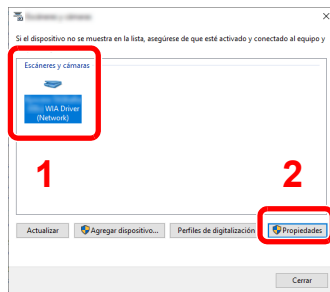 Si el dispositivo no se muestra en la lista, asegúrese de que esté activado y conectado al equipo y
Escáneres y cámaras
WIA Driver
(Network)
1
2
Actualizar
Agregar dispositivo...
Perfiles de digitalización
Propiedades
Cerrar